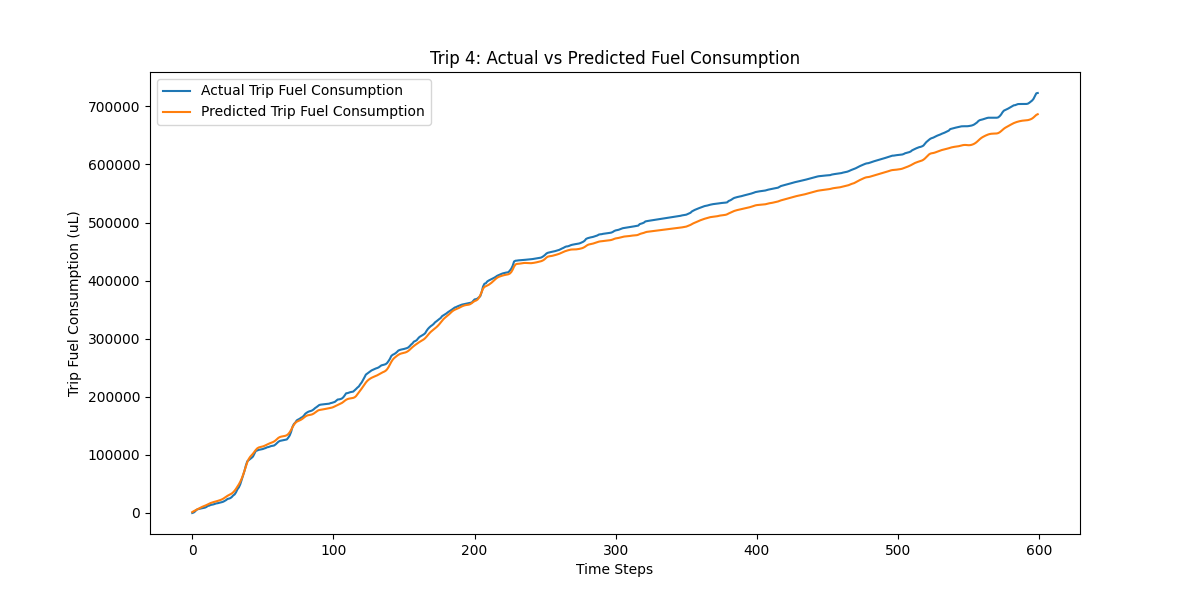 Trip 4: Actual vs Predicted Fuel Consumption
Actual Trip Fuel Consumption
Predicted Trip Fuel Consumption
Trip Fuel Consumption (uL)
700000
600000
500000
400000
300000
200000
100000
0
0 100 200 300 400 500 600
Time Steps